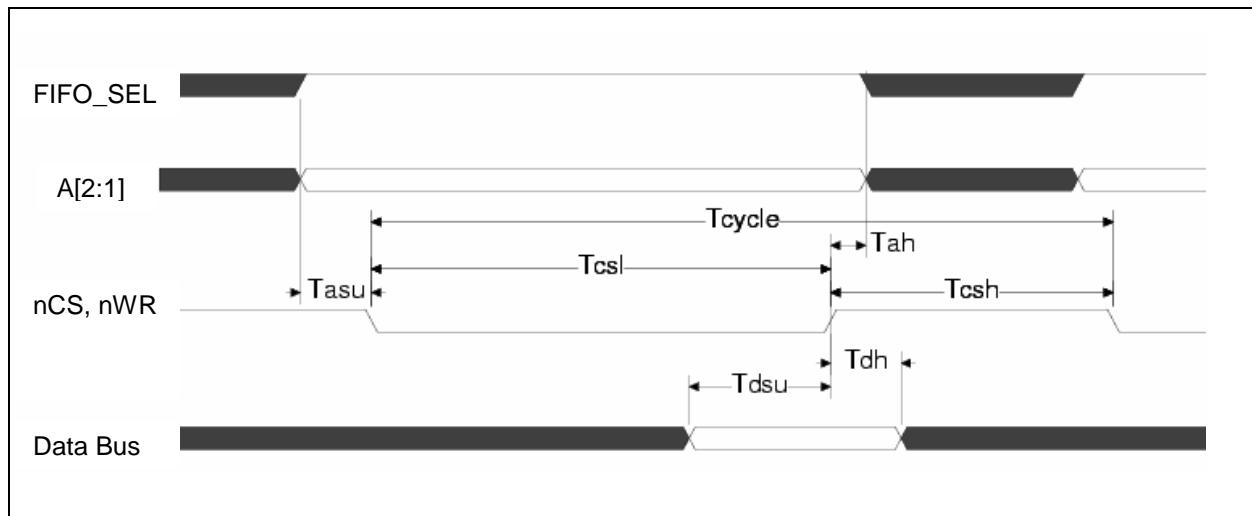 FIFO_SEL
A[2:1]
Tcycle
Tah
Tcsl
Tasu
Tcsh
nCS, nWR
Tdh
Tdsu
Data Bus